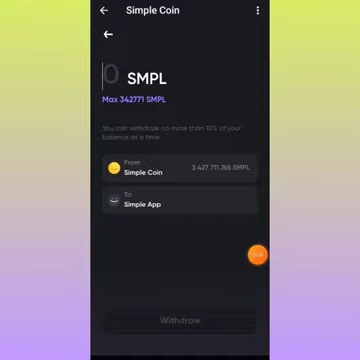 Simple Coin
0 SMPL
Max 342771 SMPL
You can withdraw no more than 10% of your
balance at a time
From
Simple Coin
3 427 711,765 SMPL
To
Simple App
Withdraw